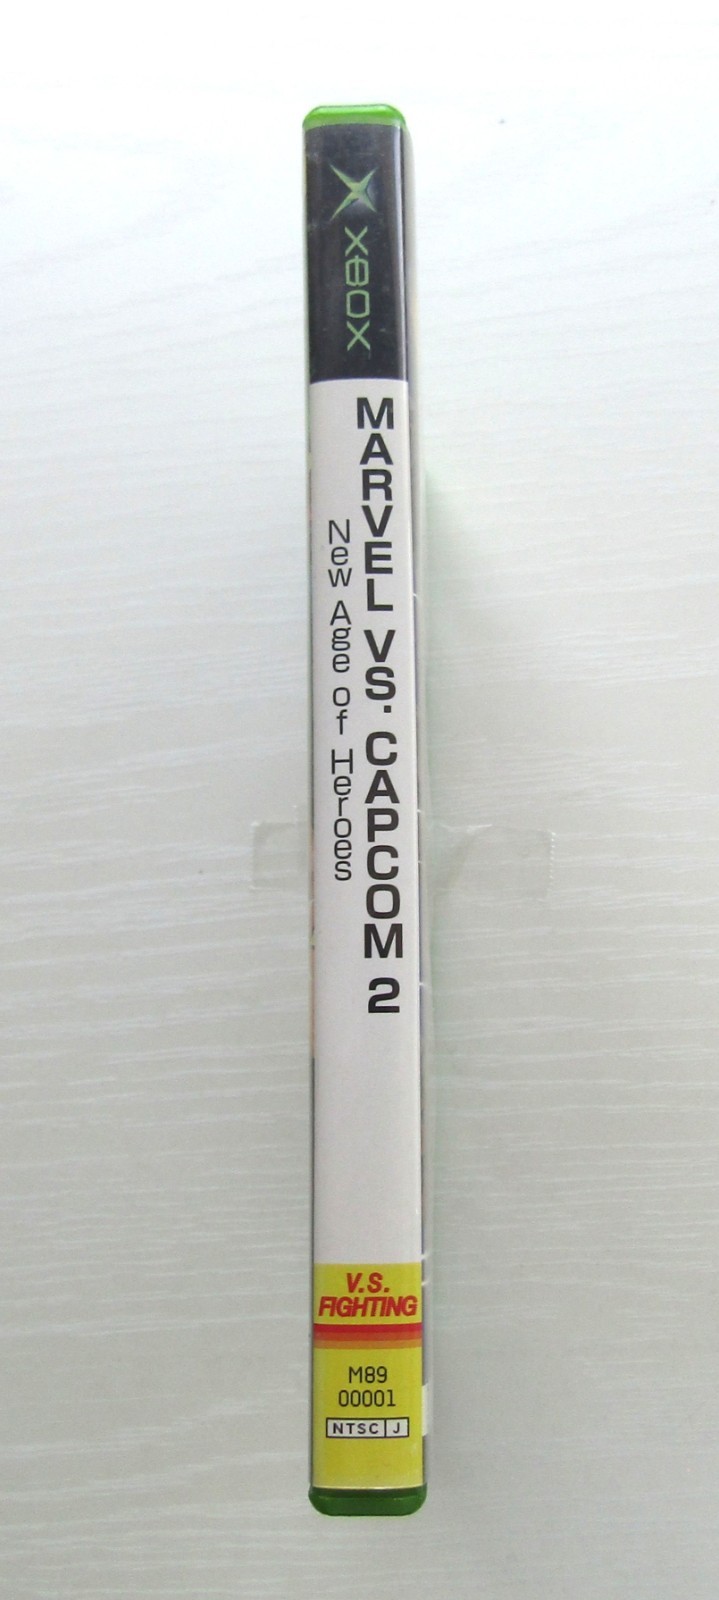 XBOX
MARVEL VS. CAPCOM 2
New Age of Heroes
V.S.
FIGHTING
M89
00001
NTSC J